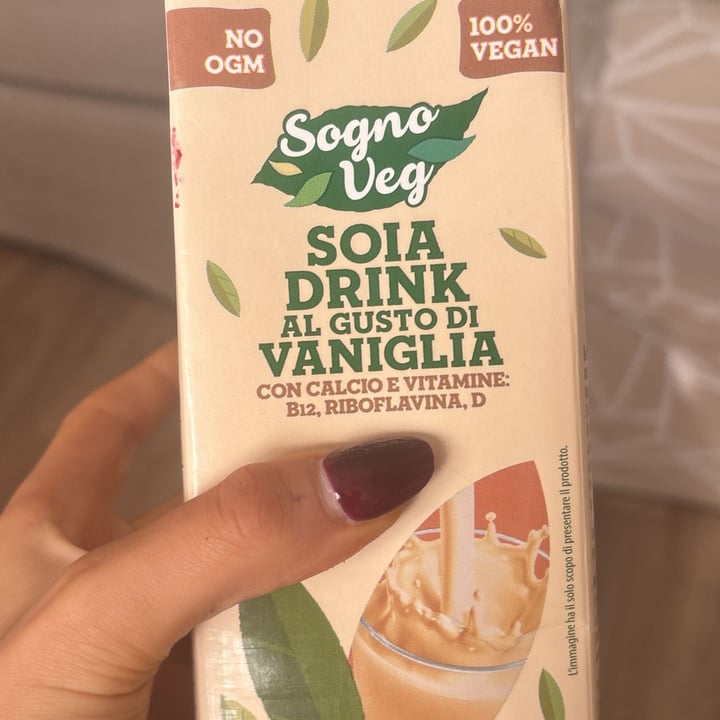 NO
OGM
100%
VEGAN
Sogno
Veg
SOIA
DRINK
AL GUSTO DI
VANIGLIA
CON CALCIO E VITAMINE:
B12, RIBOFLAVINA, D
L'immagine ha il solo scopo di presentare il prodotto.